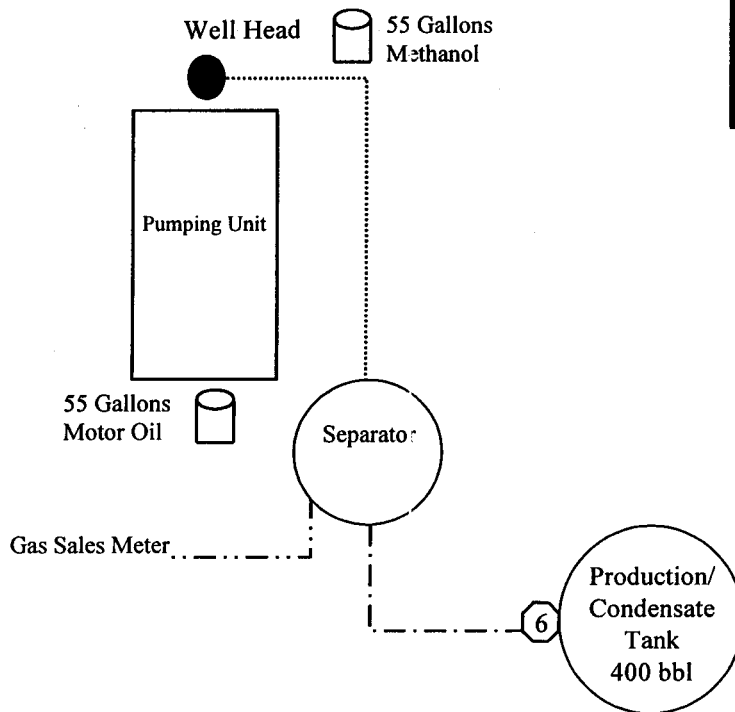 Well Head
55 Gallons
Methanol
Pumping Unit
55 Gallons
Motor Oil
Separator
Gas Sales Meter
6
Production/
Condensate
Tank
400 bbl